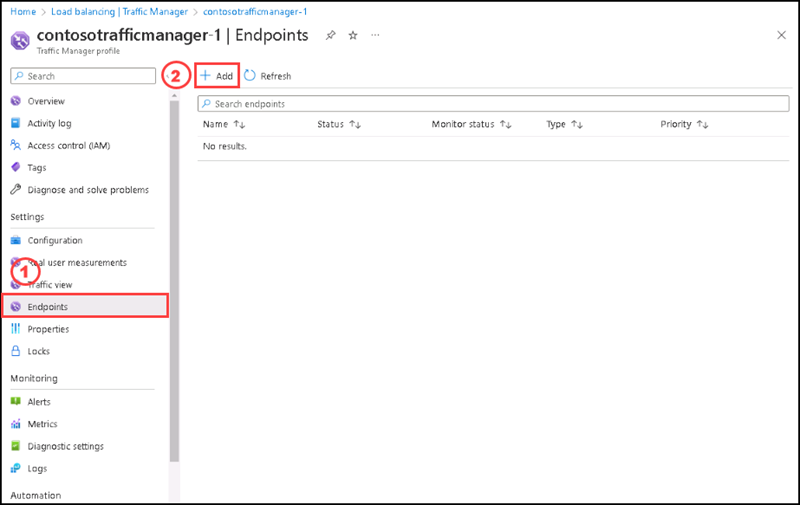 Home > Load balancing | Traffic Manager > contosotrafficmanager-1
contosotrafficmanager-1 | Endpoints
Traffic Manager profile
Search
2
Add
Refresh
Overview
Activity log
Access control (IAM)
Tags
Diagnose and solve problems
Settings
Configuration
Real user measurements
1
Traffic view
Endpoints
Properties
Locks
Monitoring
Alerts
Metrics
Diagnostic settings
Logs
Automation
Search endpoints
Name Status Monitor status Type Priority
No results.